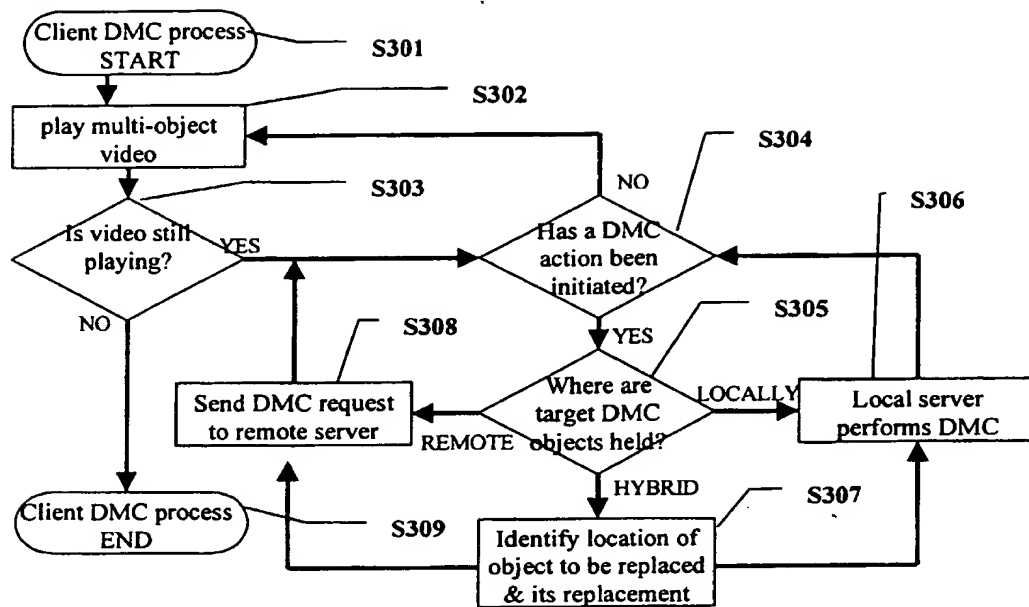 Client DMC process
START
S301
S302
play multi-object
video
S303
Is video still
playing?
YES
NO
S304
NO
Has a DMC
action been
initiated?
YES
S305
S306
Where are
target DMC
objects held?
LOCALLY
Local server
performs DMC
REMOTE
S308
Send DMC request
to remote server
HYBRID
S307
Identify location of
object to be replaced
& its replacement
Client DMC process
END
S309